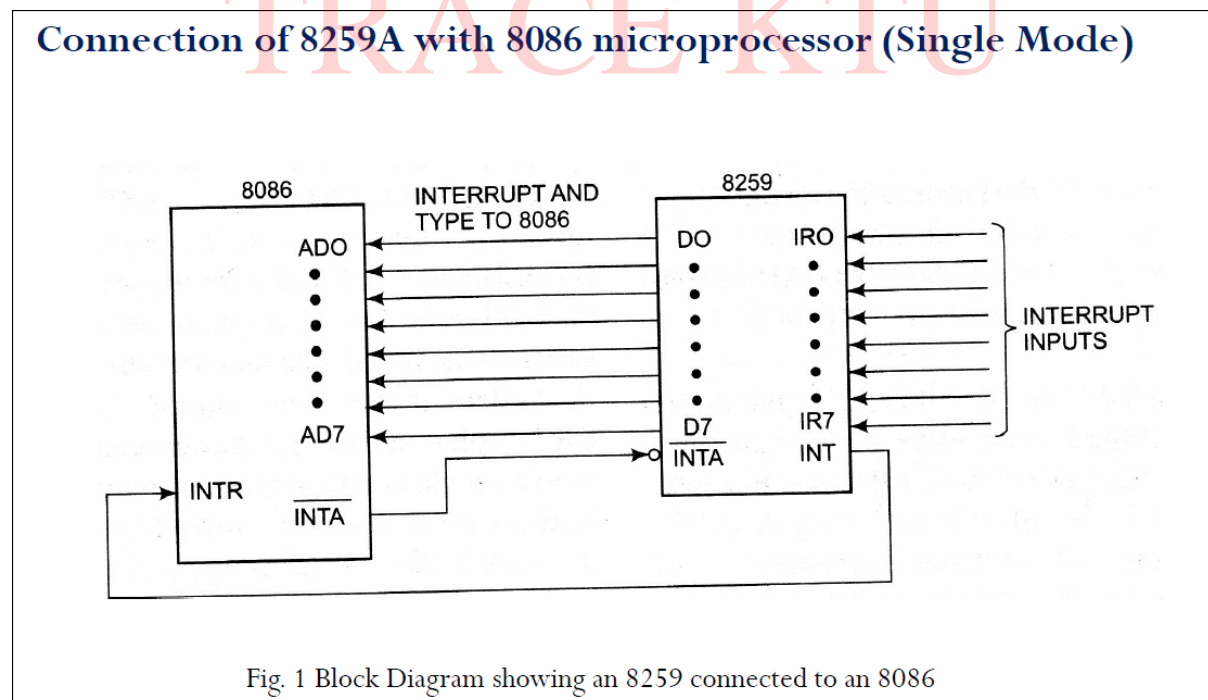 TRACE KTU
Connection of 8259A with 8086 microprocessor (Single Mode)
8086
INTERRUPT AND
TYPE TO 8086
8259
ADO
DO
IRO
AD7
D7
IR7
INTA
INT
INTR
INTA
INTERRUPT
INPUTS
Fig. 1 Block Diagram showing an 8259 connected to an 8086